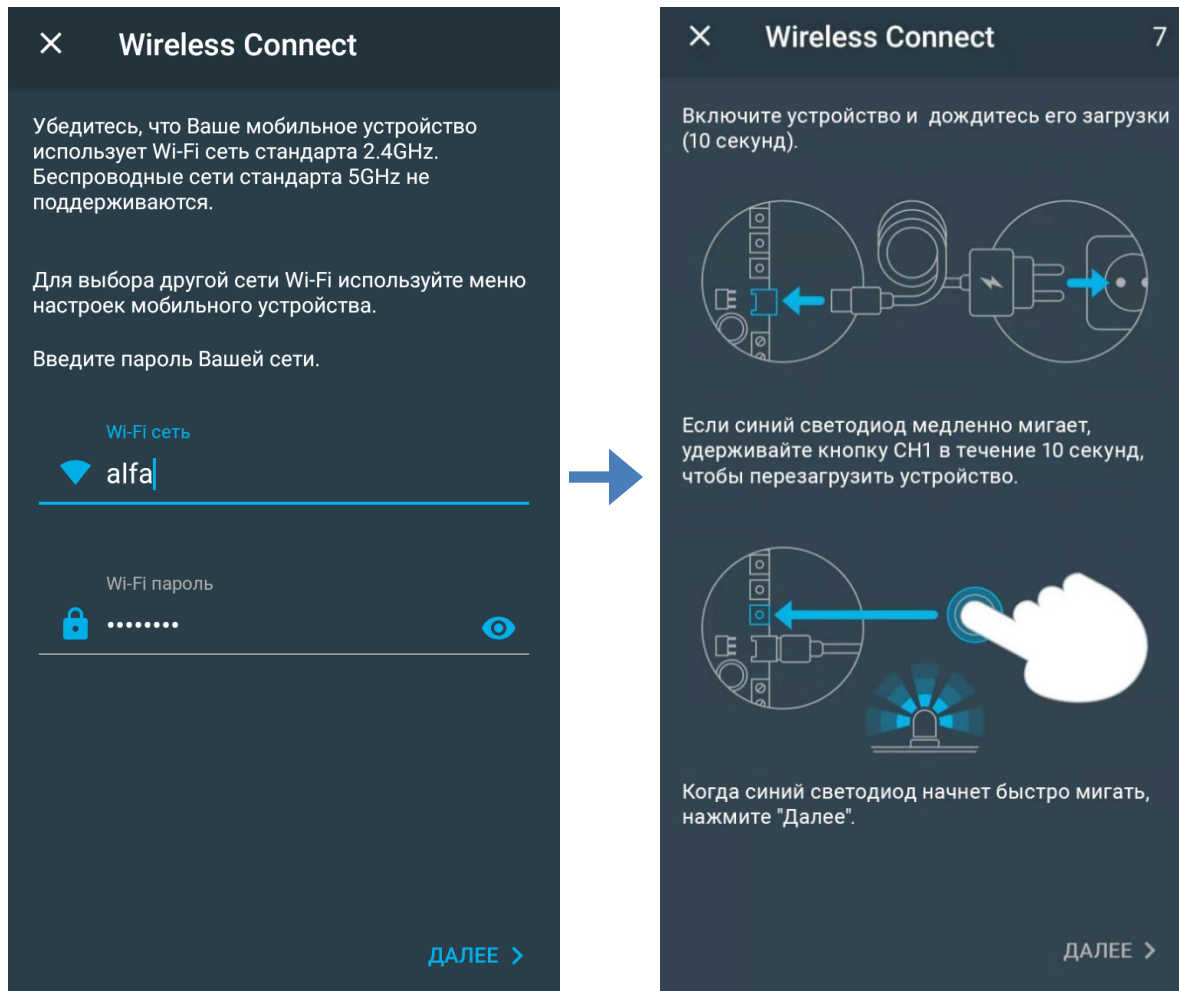 Wireless Connect
Убедитесь, что Ваше мобильное устройство
использует Wi-Fi сеть стандарта 2.4GHz.
Беспроводные сети стандарта 5GHz не
поддерживаются.
Для выбора другой сети Wi-Fi используйте меню
настроек мобильного устройства.
Введите пароль Вашей сети.
Wi-Fi сеть
alfa
Wi-Fi пароль
••••••••
ДАЛЕЕ
Wireless Connect 7
Включите устройство и дождитесь его загрузки
(10 секунд).
Если синий светодиод медленно мигает,
удерживайте кнопку CH1 в течение 10 секунд,
чтобы перезагрузить устройство.
Когда синий светодиод начнет быстро мигать,
нажмите "Далее".
ДАЛЕЕ